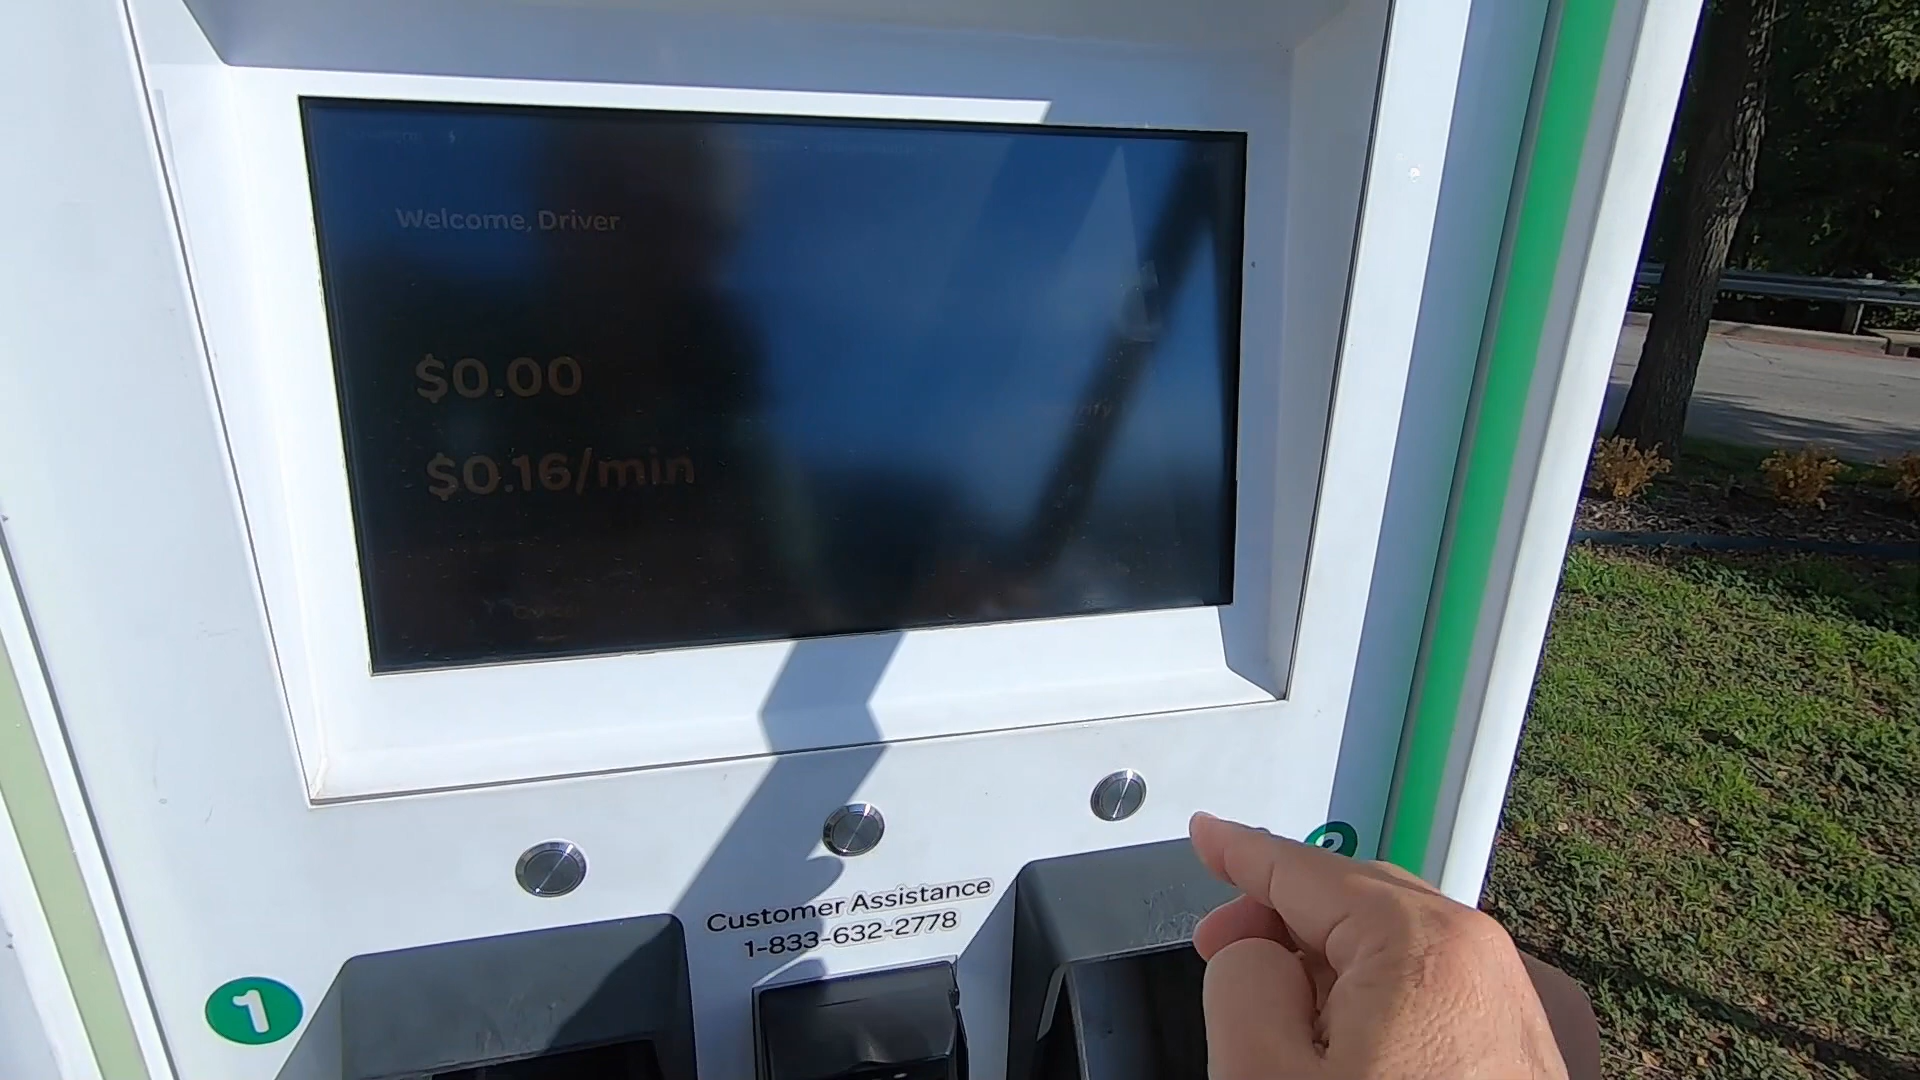 Welcome, Driver
$0.00
$0.16/min
Customer Assistance
1-833-632-2778
1
2